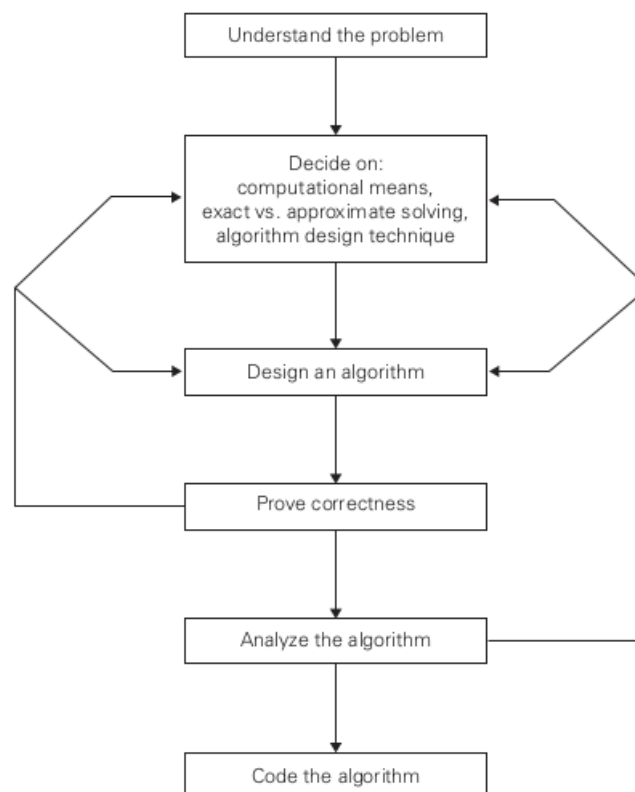 Understand the problem
Decide on:
computational means,
exact vs. approximate solving,
algorithm design technique
Design an algorithm
Prove correctness
Analyze the algorithm
Code the algorithm